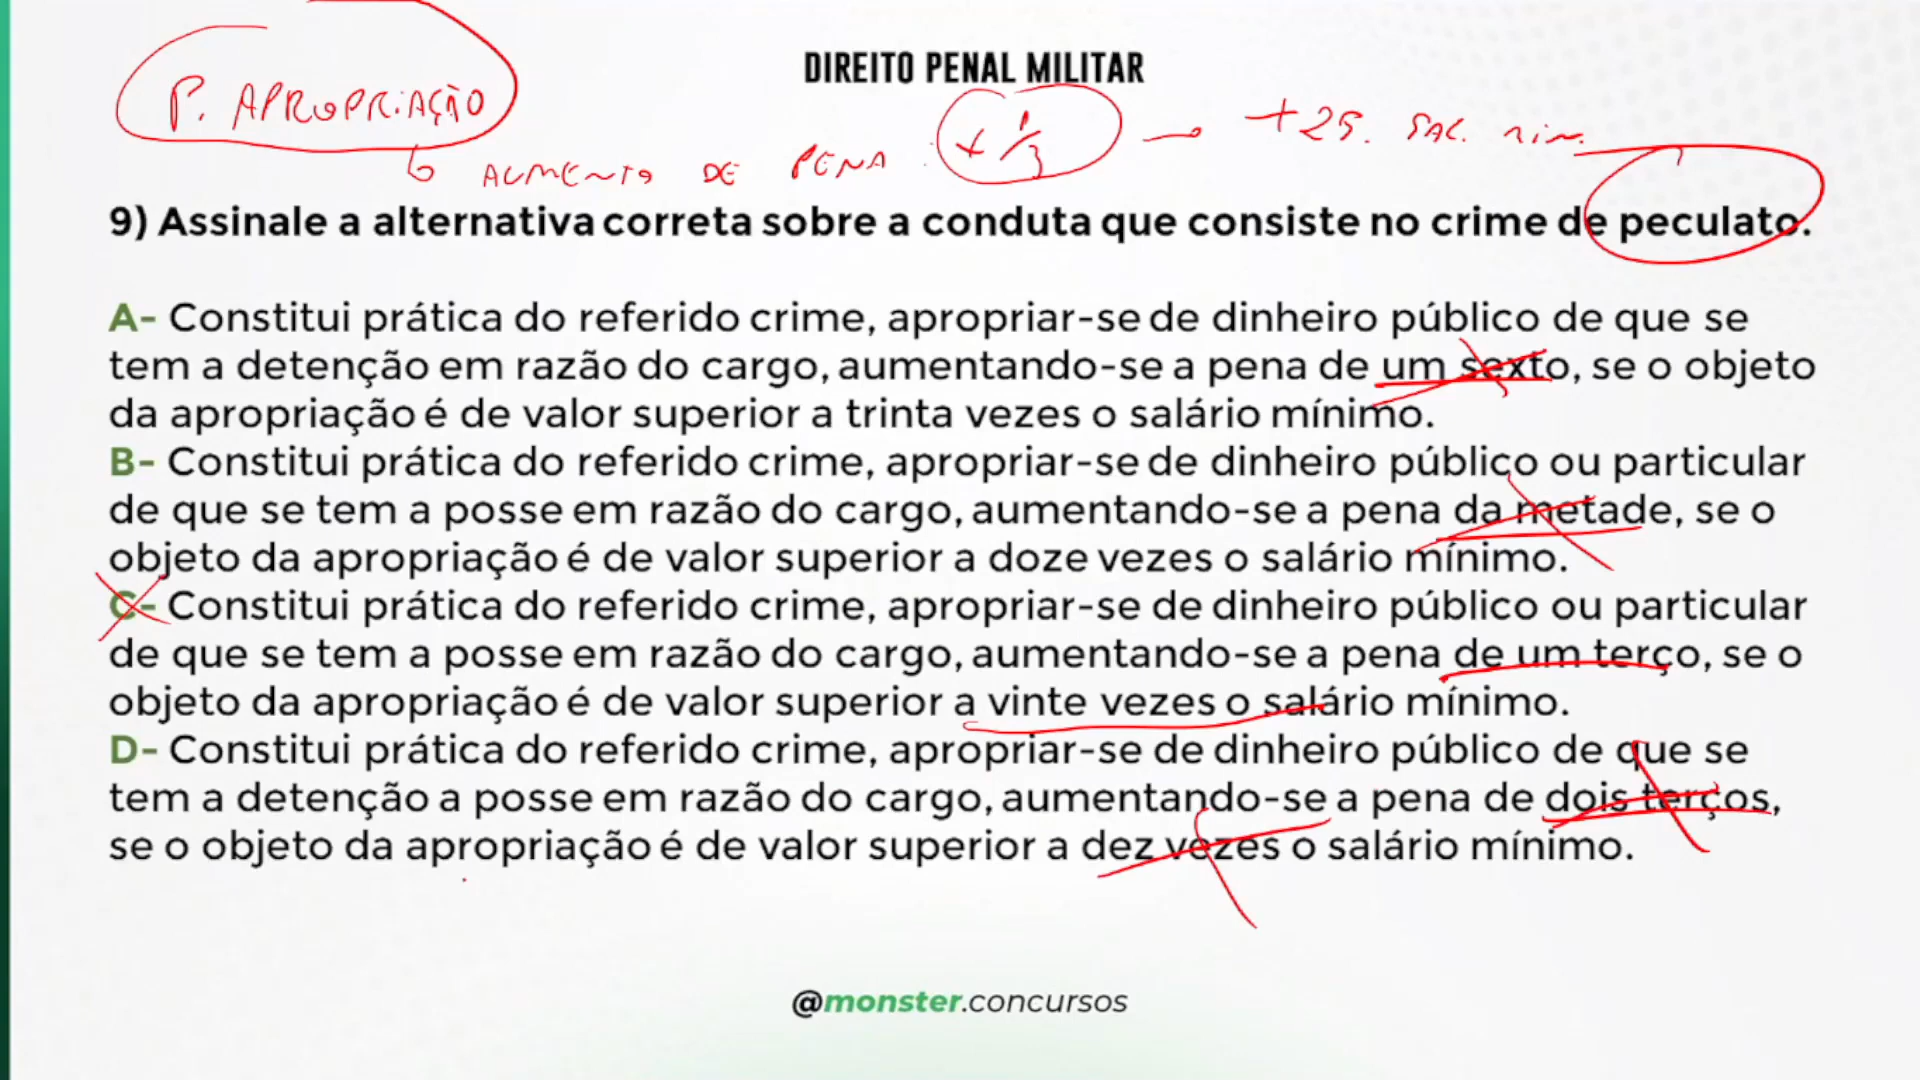 P. APROPRIAÇÃO
DIREITO PENAL MILITAR
AUMENTO DE PENA : + 1/3 → +25. SAL. MIN.
9) Assinale a alternativa correta sobre a conduta que consiste no crime de peculato.
A- Constitui prática do referido crime, apropriar-se de dinheiro público de que se
tem a detenção em razão do cargo, aumentando-se a pena de um sexto, se o objeto
da apropriação é de valor superior a trinta vezes o salário mínimo.
B- Constitui prática do referido crime, apropriar-se de dinheiro público ou particular
de que se tem a posse em razão do cargo, aumentando-se a pena da metade, se o
objeto da apropriação é de valor superior a doze vezes o salário mínimo.
C- Constitui prática do referido crime, apropriar-se de dinheiro público ou particular
de que se tem a posse em razão do cargo, aumentando-se a pena de um terço, se o
objeto da apropriação é de valor superior a vinte vezes o salário mínimo.
D- Constitui prática do referido crime, apropriar-se de dinheiro público de que se
tem a detenção a posse em razão do cargo, aumentando-se a pena de dois terços,
se o objeto da apropriação é de valor superior a dez vezes o salário mínimo.
@monster.concursos